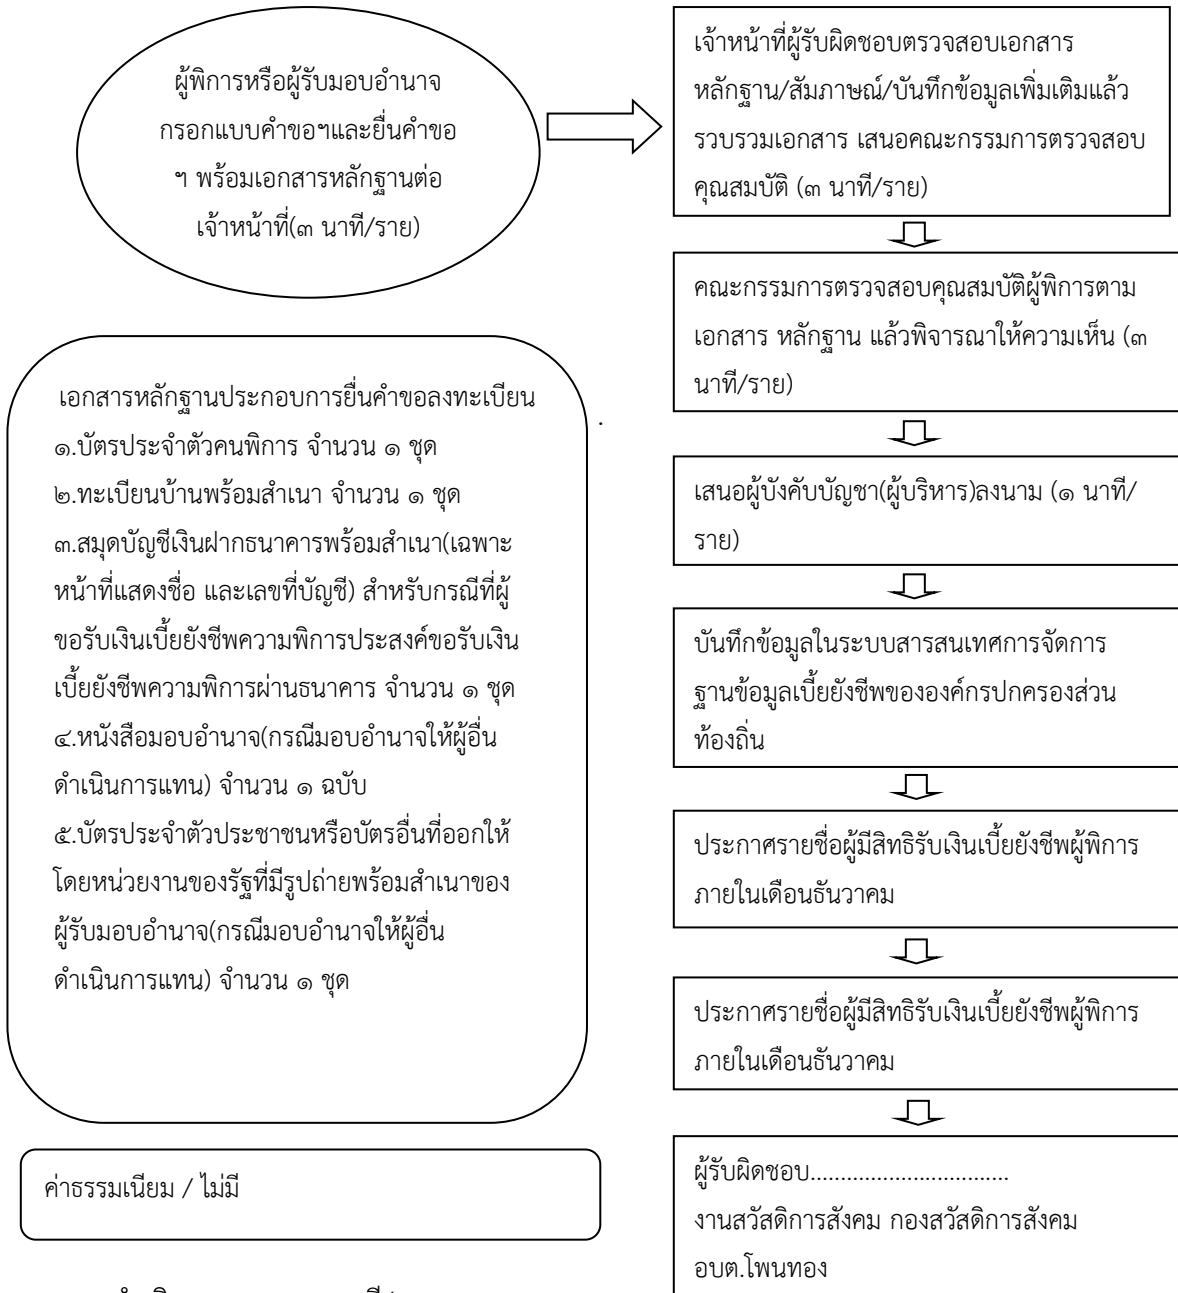 ผู้พิการหรือผู้รับมอบอำนาจ
กรอกแบบคำขอฯและยื่นคำขอ
ฯ พร้อมเอกสารหลักฐานต่อ
เจ้าหน้าที่(๓ นาที/ราย)
เจ้าหน้าที่ผู้รับผิดชอบตรวจสอบเอกสาร
หลักฐาน/สัมภาษณ์/บันทึกข้อมูลเพิ่มเติมแล้ว
รวบรวมเอกสาร เสนอคณะกรรมการตรวจสอบ
คุณสมบัติ (๓ นาที/ราย)
คณะกรรมการตรวจสอบคุณสมบัติผู้พิการตาม
เอกสาร หลักฐาน แล้วพิจารณาให้ความเห็น (๓
นาที/ราย)
เสนอผู้บังคับบัญชา(ผู้บริหาร)ลงนาม (๑ นาที/
ราย)
บันทึกข้อมูลในระบบสารสนเทศการจัดการ
ฐานข้อมูลเบี้ยยังชีพขององค์กรปกครองส่วน
ท้องถิ่น
ประกาศรายชื่อผู้มีสิทธิรับเงินเบี้ยยังชีพผู้พิการ
ภายในเดือนธันวาคม
ประกาศรายชื่อผู้มีสิทธิรับเงินเบี้ยยังชีพผู้พิการ
ภายในเดือนธันวาคม
ผู้รับผิดชอบ.................................
งานสวัสดิการสังคม กองสวัสดิการสังคม
อบต.โพนทอง
เอกสารหลักฐานประกอบการยื่นคำขอลงทะเบียน
๑.บัตรประจำตัวคนพิการ จำนวน ๑ ชุด
๒.ทะเบียนบ้านพร้อมสำเนา จำนวน ๑ ชุด
๓.สมุดบัญชีเงินฝากธนาคารพร้อมสำเนา(เฉพาะ
หน้าที่แสดงชื่อ และเลขที่บัญชี) สำหรับกรณีที่ผู้
ขอรับเงินเบี้ยยังชีพความพิการประสงค์ขอรับเงิน
เบี้ยยังชีพความพิการผ่านธนาคาร จำนวน ๑ ชุด
๔.หนังสือมอบอำนาจ(กรณีมอบอำนาจให้ผู้อื่น
ดำเนินการแทน) จำนวน ๑ ฉบับ
๕.บัตรประจำตัวประชาชนหรือบัตรอื่นที่ออกให้
โดยหน่วยงานของรัฐที่มีรูปถ่ายพร้อมสำเนาของ
ผู้รับมอบอำนาจ(กรณีมอบอำนาจให้ผู้อื่น
ดำเนินการแทน) จำนวน ๑ ชุด
.
ค่าธรรมเนียม / ไม่มี